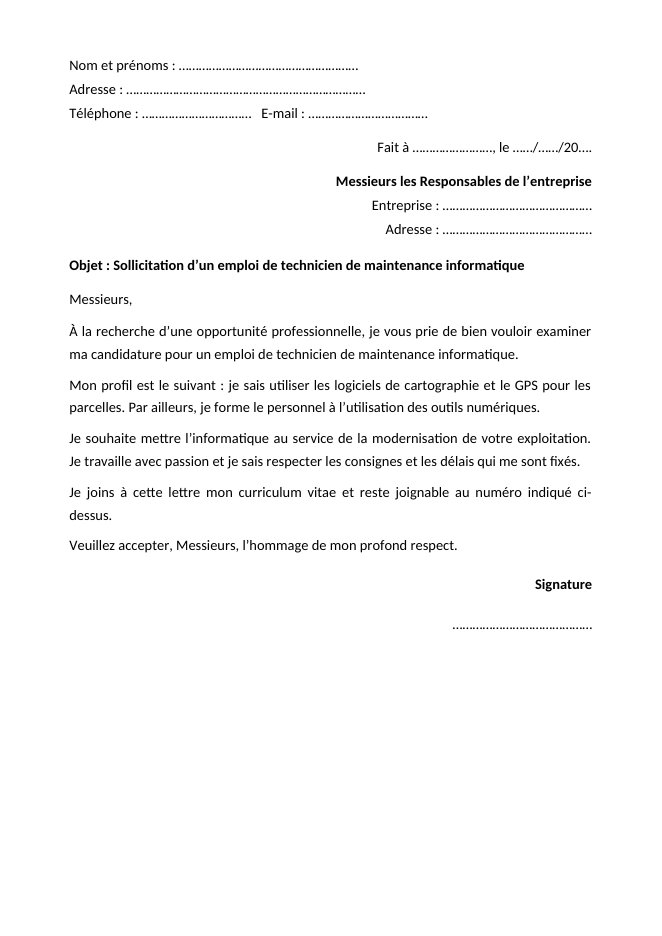 Nom et prénoms : ……………………………………………….
Adresse : ………………………………………………………………
Téléphone : …………………………… E-mail : ………………………………
Fait à ……………………, le ……/……/20….
Messieurs les Responsables de l’entreprise
Entreprise : ………………………………………
Adresse : ………………………………………
Objet : Sollicitation d’un emploi de technicien de maintenance informatique
Messieurs,
À la recherche d’une opportunité professionnelle, je vous prie de bien vouloir examiner
ma candidature pour un emploi de technicien de maintenance informatique.
Mon profil est le suivant : je sais utiliser les logiciels de cartographie et le GPS pour les
parcelles. Par ailleurs, je forme le personnel à l’utilisation des outils numériques.
Je souhaite mettre l’informatique au service de la modernisation de votre exploitation.
Je travaille avec passion et je sais respecter les consignes et les délais qui me sont fixés.
Je joins à cette lettre mon curriculum vitae et reste joignable au numéro indiqué ci-
dessus.
Veuillez accepter, Messieurs, l’hommage de mon profond respect.
Signature
……………………………………